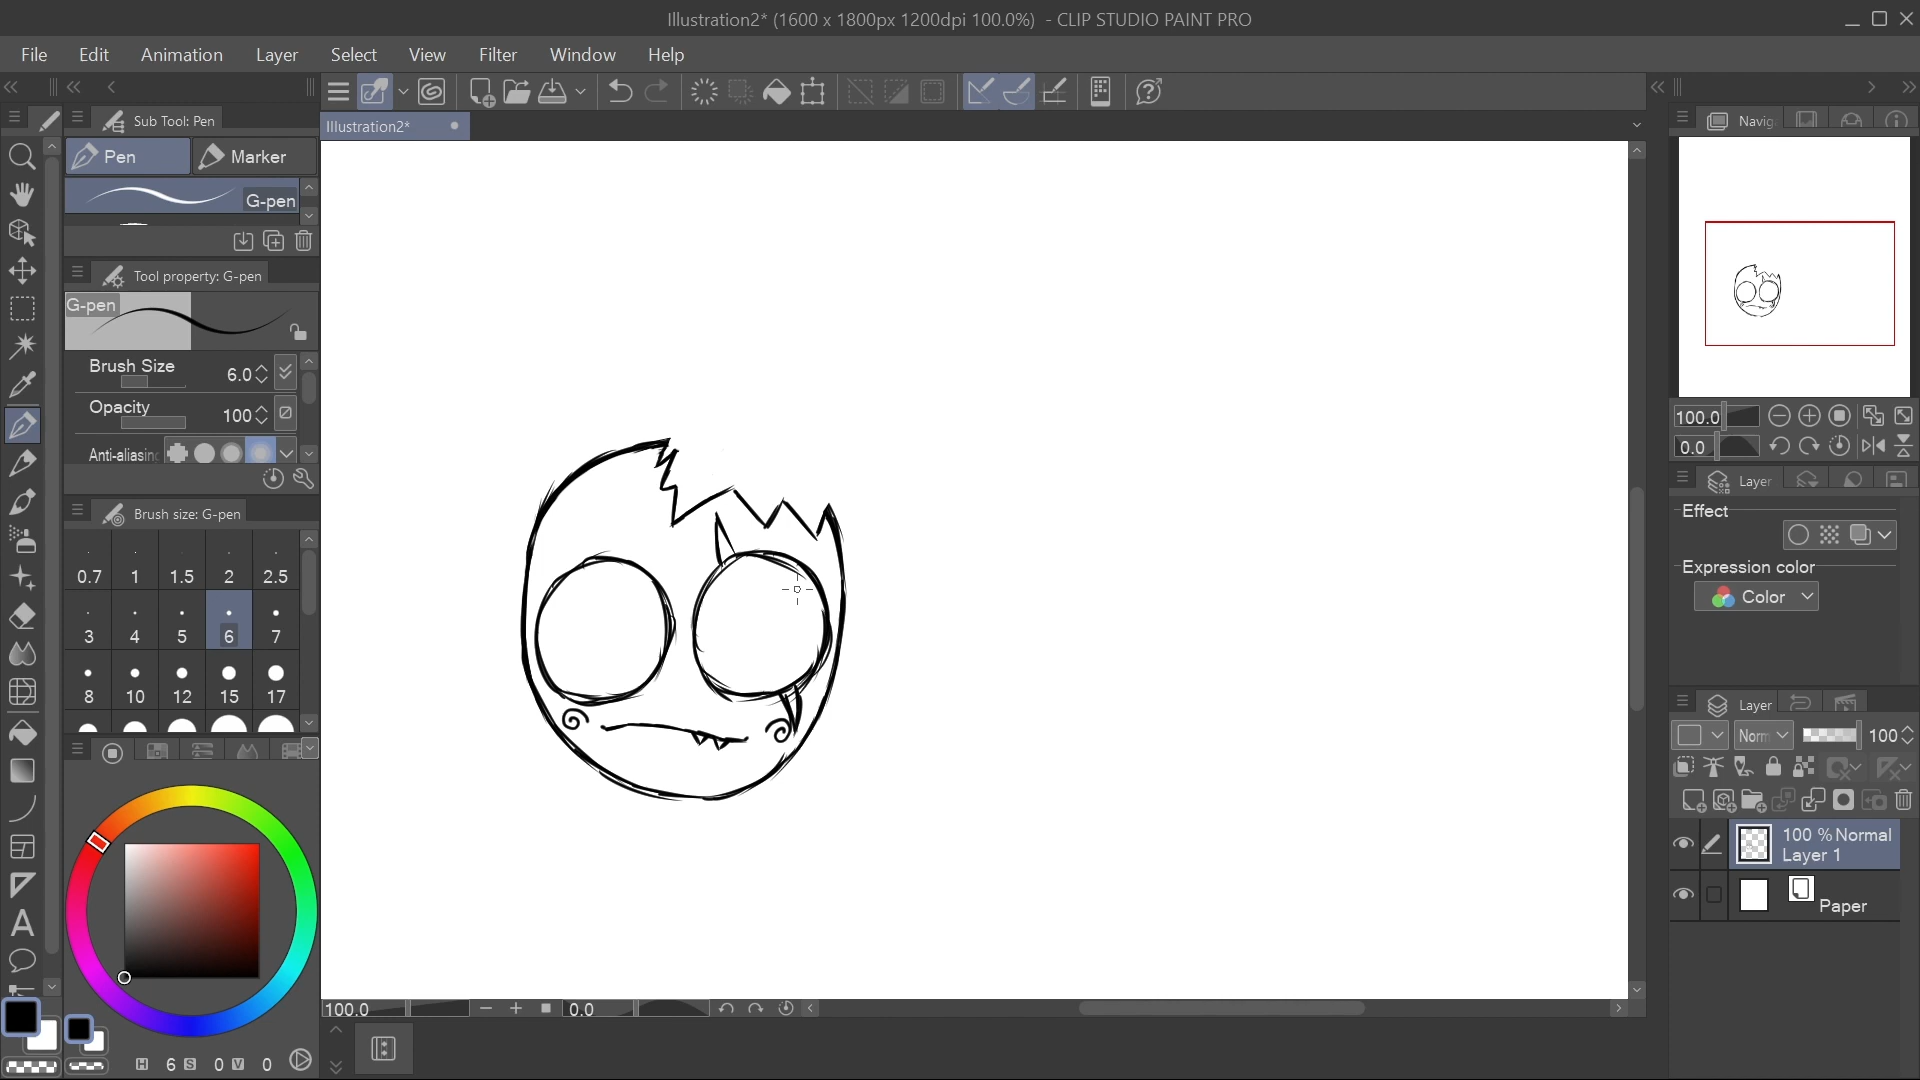 Illustration2* (1600 x 1800px 1200dpi 100.0%)  - CLIP STUDIO PAINT PRO
File Edit Animation Layer Select View Filter Window Help
Sub Tool: Pen
Illustration2*
Navig
Pen Marker
G-pen
Tool property: G-pen
G-pen
Brush Size 6.0
Opacity 100
Anti-aliasing
100.0
0.0
Layer
Effect
Expression color
Color
Brush size: G-pen
0.7 1 1.5 2 2.5
3 4 5 6 7
8 10 12 15 17
Layer
Norm 100
100 % Normal
Layer 1
Paper
100.0 0.0
H 6 S 0 V 0